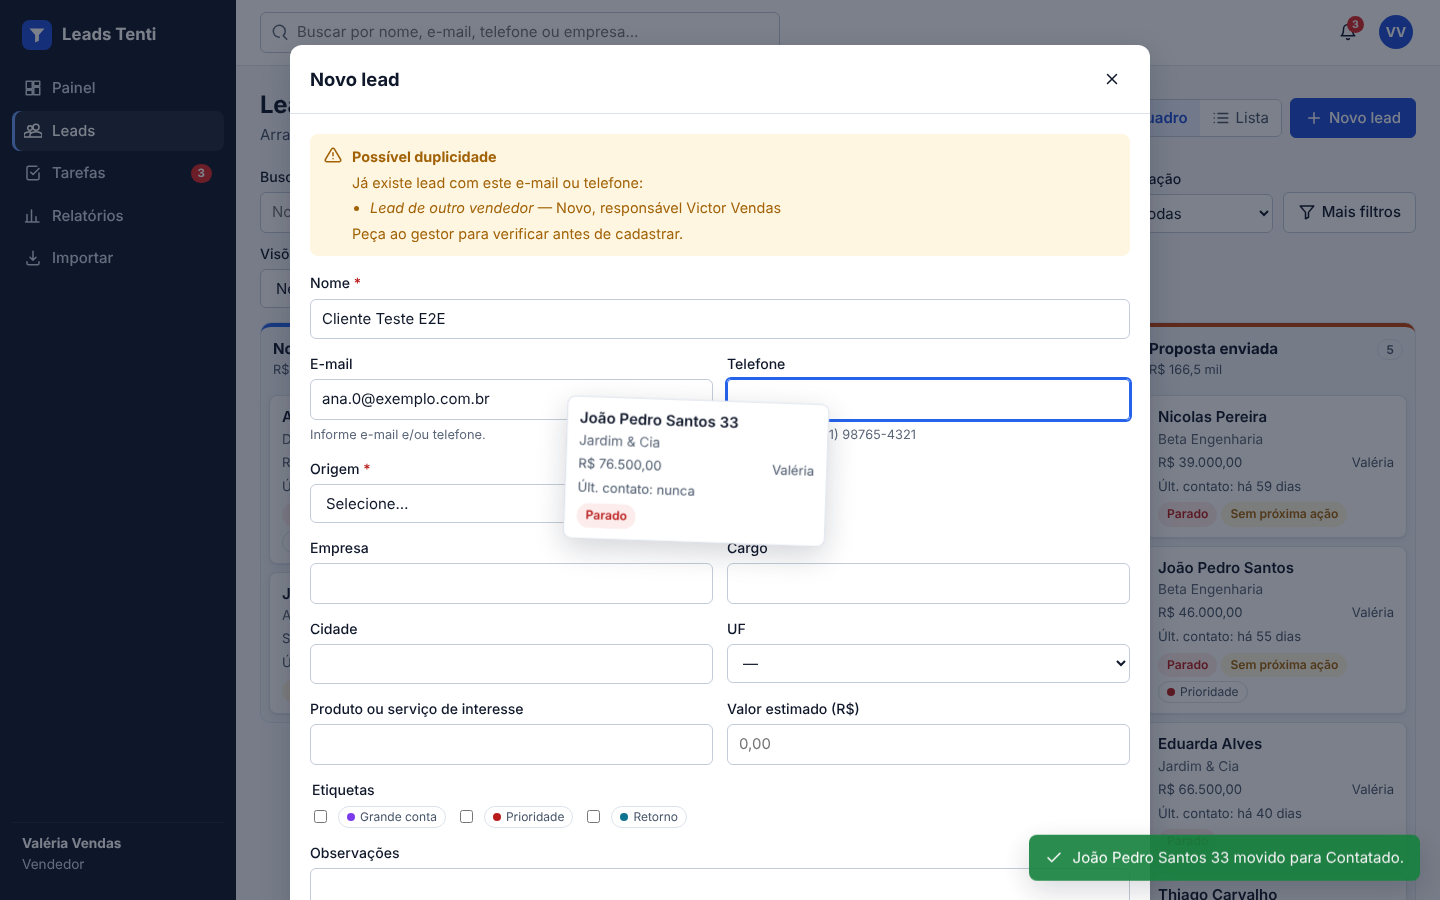 Leads Tenti
Buscar por nome, e-mail, telefone ou empresa...
3
VV
Painel
Leads
Tarefas
3
Relatórios
Importar
Valéria Vendas
Vendedor
Lista
Novo lead
Mais filtros
Novo lead
Possível duplicidade
Já existe lead com este e-mail ou telefone:
• Lead de outro vendedor — Novo, responsável Victor Vendas
Peça ao gestor para verificar antes de cadastrar.
Nome *
Cliente Teste E2E
E-mail
Telefone
ana.0@exemplo.com.br
Informe e-mail e/ou telefone.
1) 98765-4321
Origem *
Selecione...
João Pedro Santos 33
Jardim & Cia
R$ 76.500,00
Valéria
Últ. contato: nunca
Parado
Empresa
Cargo
Cidade
UF
—
Produto ou serviço de interesse
Valor estimado (R$)
0,00
Etiquetas
Grande conta
Prioridade
Retorno
Observações
Proposta enviada
5
R$ 166,5 mil
Nicolas Pereira
Beta Engenharia
R$ 39.000,00
Valéria
Últ. contato: há 59 dias
Parado
Sem próxima ação
João Pedro Santos
Beta Engenharia
R$ 46.000,00
Valéria
Últ. contato: há 55 dias
Parado
Sem próxima ação
Prioridade
Eduarda Alves
Jardim & Cia
R$ 66.500,00
Valéria
Últ. contato: há 40 dias
João Pedro Santos 33 movido para Contatado.
Thiago Carvalho